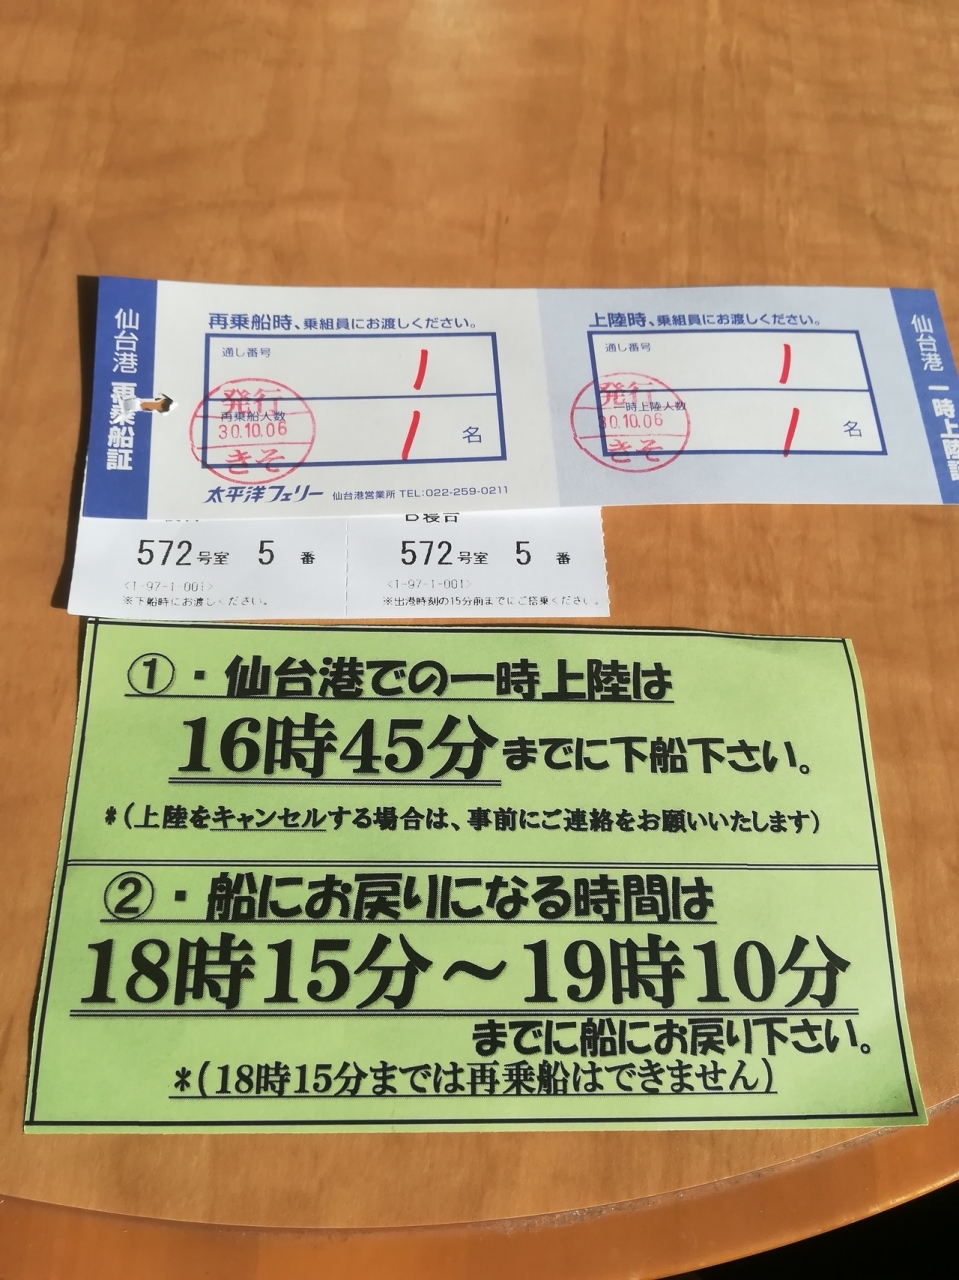 仙台港 再乗船証
再乗船時、乗組員にお渡しください。
通し番号 1
再乗船人数 1 名
発行
30.10.06
きそ
太平洋フェリー 仙台港営業所 TEL:022-259-0211
上陸時、乗組員にお渡しください。
通し番号 1
一時上陸人数 1 名
発行
30.10.06
きそ
仙台港 一時上陸証
B寝台
572号室 5 番
<1-97-1-001>
※下船時にお渡しください。
572号室 5 番
<1-97-1-001>
※出港時刻の15分前までにご搭乗ください。
①・仙台港での一時上陸は
16時45分までに下船下さい。
*(上陸をキャンセルする場合は、事前にご連絡をお願いいたします)
②・船にお戻りになる時間は
18時15分~19時10分
までに船にお戻り下さい。
*(18時15分までは再乗船はできません)